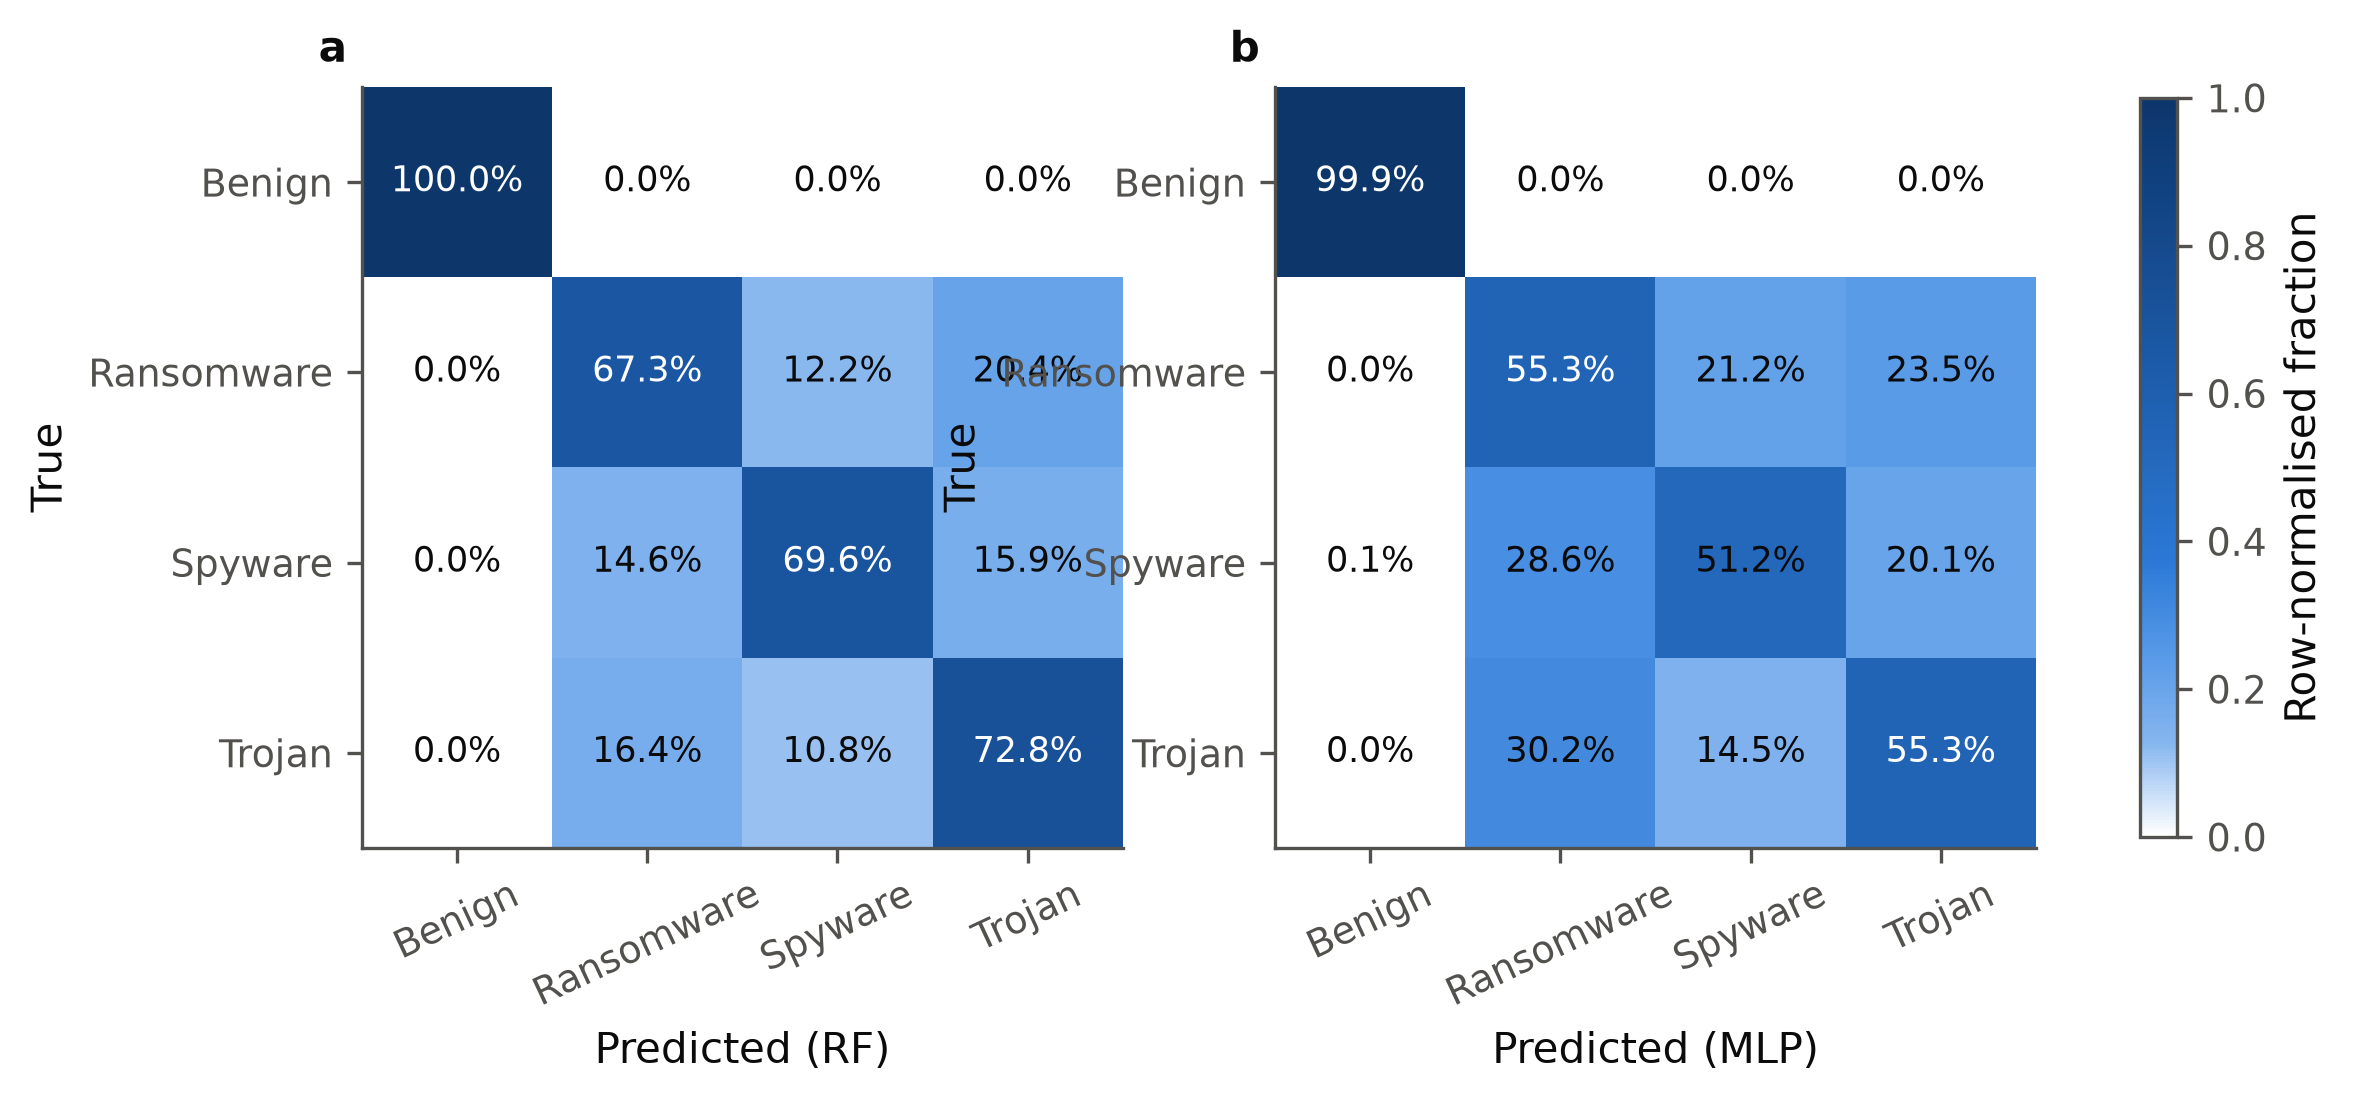 a
Benign 100.0% 0.0% 0.0% 0.0%
Ransomware 0.0% 67.3% 12.2% 20.4%
Spyware 0.0% 14.6% 69.6% 15.9%
Trojan 0.0% 16.4% 10.8% 72.8%
True
Benign Ransomware Spyware Trojan
Predicted (RF)
b
Benign 99.9% 0.0% 0.0% 0.0%
Ransomware 0.0% 55.3% 21.2% 23.5%
Spyware 0.1% 28.6% 51.2% 20.1%
Trojan 0.0% 30.2% 14.5% 55.3%
True
Benign Ransomware Spyware Trojan
Predicted (MLP)
1.0
0.8
0.6
0.4
0.2
0.0
Row-normalised fraction